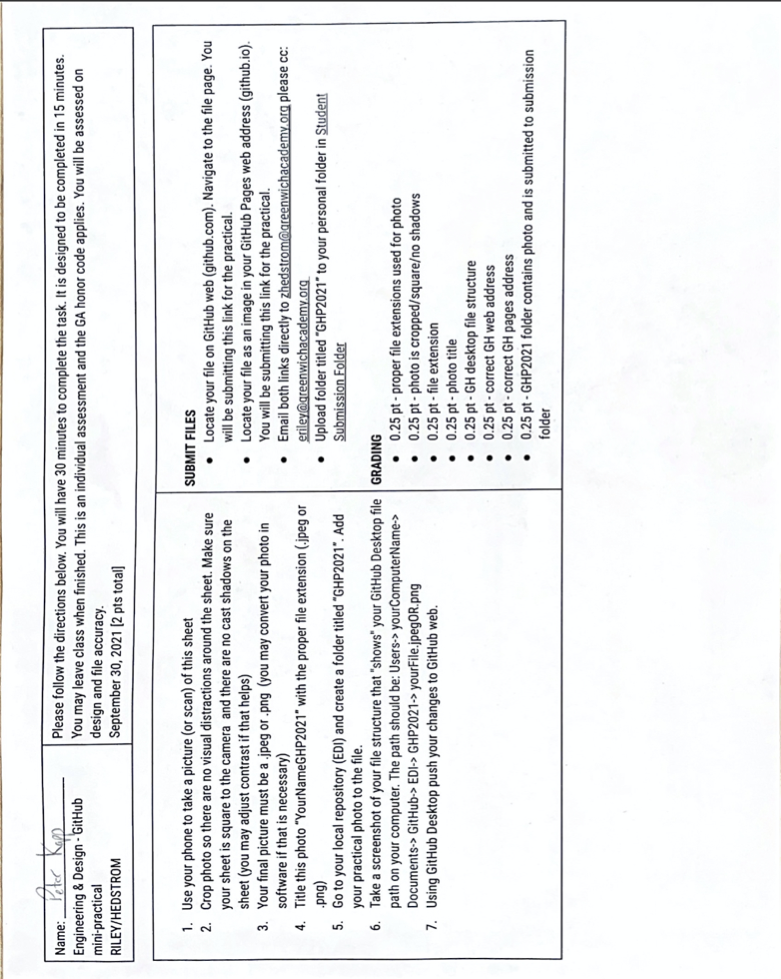 Name: Peter Kapp
Engineering & Design - GitHub
mini-practical
RILEY/HEDSTROM
Please follow the directions below. You will have 30 minutes to complete the task. It is designed to be completed in 15 minutes.
You may leave class when finished. This is an individual assessment and the GA honor code applies. You will be assessed on
design and file accuracy.
September 30, 2021 [2 pts total]
1. Use your phone to take a picture (or scan) of this sheet
2. Crop photo so there are no visual distractions around the sheet. Make sure
your sheet is square to the camera and there are no cast shadows on the
sheet (you may adjust contrast if that helps)
3. Your final picture must be a .jpeg or .png (you may convert your photo in
software if that is necessary)
4. Title this photo "YourNameGHP2021" with the proper file extension (.jpeg or
.png)
5. Go to your local repository (EDI) and create a folder titled "GHP2021". Add
your practical photo to the file.
6. Take a screenshot of your file structure that "shows" your GitHub Desktop file
path on your computer. The path should be: Users-> yourComputerName->
Documents-> GitHub-> EDI-> GHP2021-> yourFile.jpegOR.png
7. Using GitHub Desktop push your changes to GitHub web.
SUBMIT FILES
• Locate your file on GitHub web (github.com). Navigate to the file page. You
will be submitting this link for the practical.
• Locate your file as an image in your GitHub Pages web address (github.io).
You will be submitting this link for the practical.
• Email both links directly to zhedstrom@greenwichacademy.org please cc:
eriley@greenwichacademy.org
• Upload folder titled "GHP2021" to your personal folder in Student
Submission Folder
GRADING
• 0.25 pt - proper file extensions used for photo
• 0.25 pt - photo is cropped/square/no shadows
• 0.25 pt - file extension
• 0.25 pt - photo title
• 0.25 pt - GH desktop file structure
• 0.25 pt - correct GH web address
• 0.25 pt - correct GH pages address
• 0.25 pt - GHP2021 folder contains photo and is submitted to submission
folder